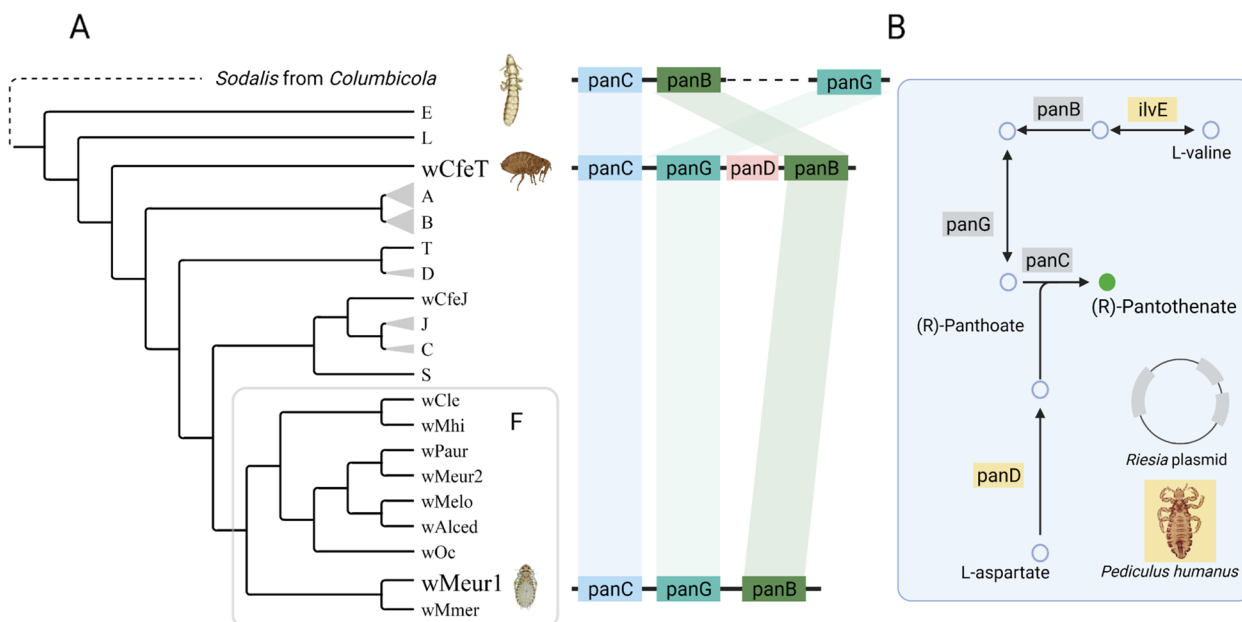 A
B
Sodalis from Columbicola
panC
panB
panG
E
L
wCfeT
panC
panG
panD
panB
A
B
T
D
wCfeJ
J
C
S
F
wCle
wMhi
wPaur
wMeur2
wMelo
wAlced
wOc
wMeur1
wMmer
panC
panG
panB
panB
ilvE
L-valine
panG
panC
(R)-Panthoate
(R)-Pantothenate
panD
L-aspartate
Riesia plasmid
Pediculus humanus